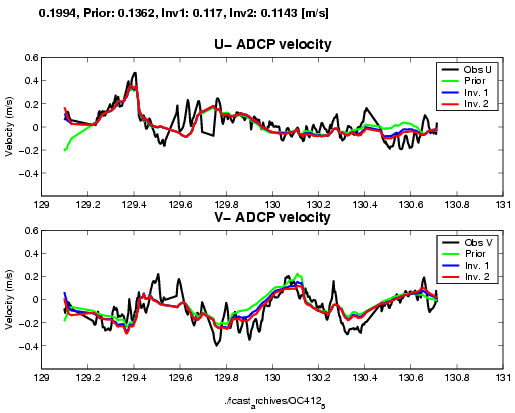 0.1994, Prior: 0.1362, Inv1: 0.117, Inv2: 0.1143 [m/s]
U− ADCP velocity
Velocity (m/s)
0.6
0.4
0.2
0
−0.2
−0.4
Obs U
Prior
Inv. 1
Inv. 2
129 129.2 129.4 129.6 129.8 130 130.2 130.4 130.6 130.8 131
V− ADCP velocity
Velocity (m/s)
0.6
0.4
0.2
0
−0.2
−0.4
Obs V
Prior
Inv. 1
Inv. 2
129 129.2 129.4 129.6 129.8 130 130.2 130.4 130.6 130.8 131
./fcast_archives/OC412_5